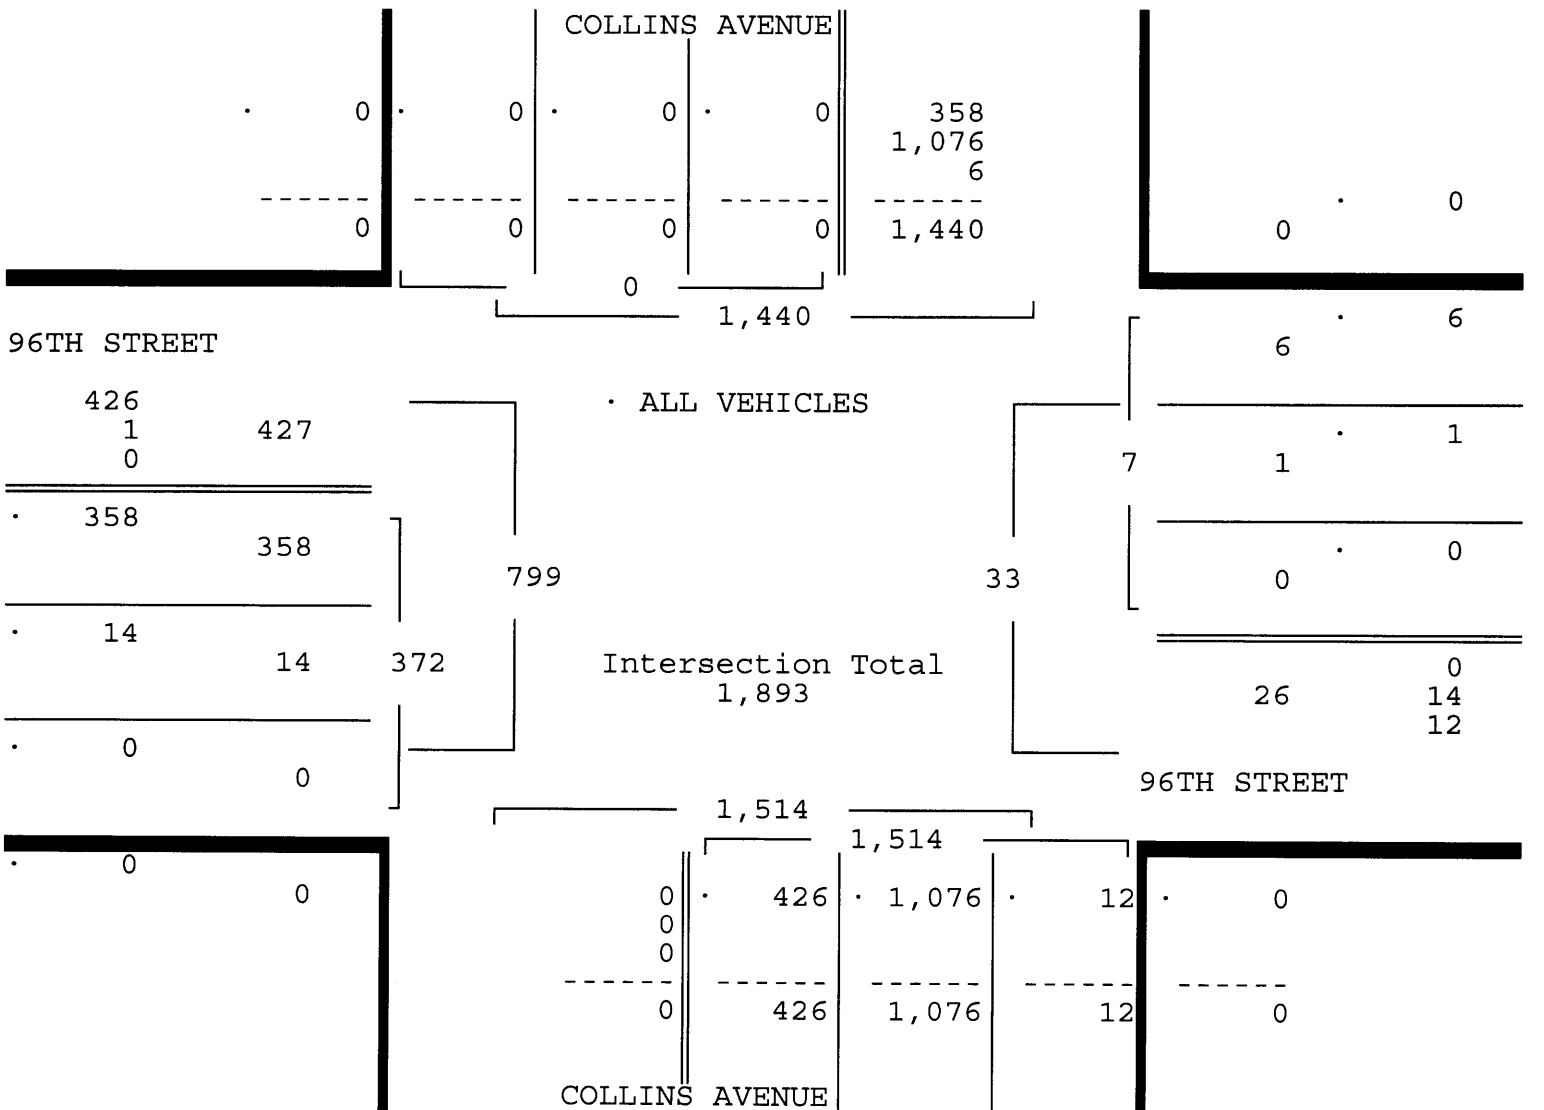 COLLINS AVENUE
· 0 · 0 · 0 · 0 358
1,076
6
------ ------ ------ ------ ------ · 0
0 0 0 0 1,440 0
0
1,440 · 6
96TH STREET 6
426 · ALL VEHICLES
1 427 · 1
0 7 1
· 358
358 · 0
799 33 0
· 14
14 372 Intersection Total 0
1,893 26 14
12
· 0
0 96TH STREET
1,514
1,514
· 0
0 0 · 426 · 1,076 · 12 · 0
0
0
------ ------ ------ ------ ------
0 426 1,076 12 0
COLLINS AVENUE